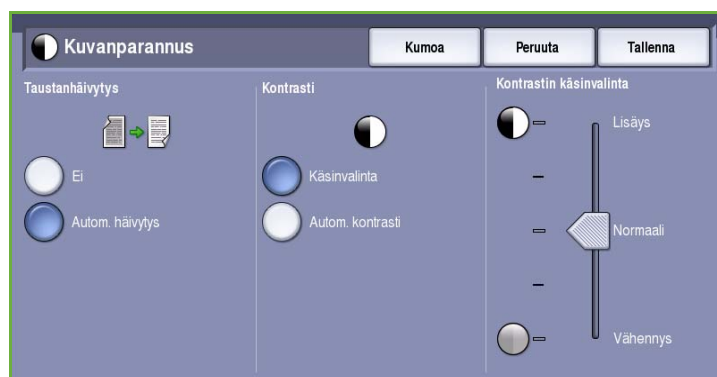 Kuvanparannus
Kumoa
Peruuta
Tallenna
Taustanhäivytys
Ei
Autom. häivytys
Kontrasti
Käsinvalinta
Autom. kontrasti
Kontrastin käsinvalinta
Lisäys
Normaali
Vähennys